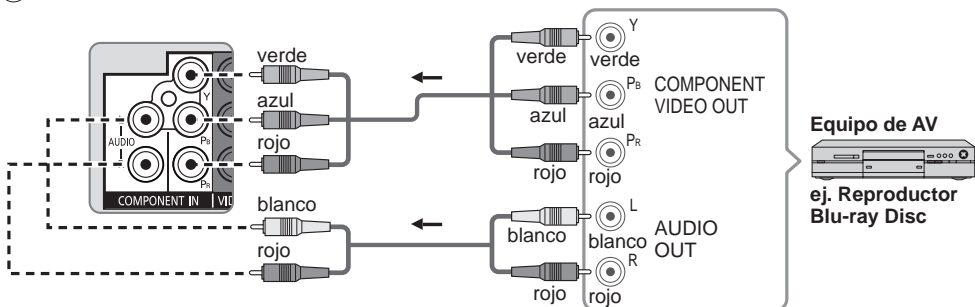 verde
azul
rojo
Y
PB
PR
AUDIO
COMPONENT IN
blanco
rojo
verde
azul
rojo
blanco
rojo
Y
verde
PB
azul
PR
rojo
COMPONENT
VIDEO OUT
L
blanco
R
rojo
AUDIO
OUT
Equipo de AV
ej. Reproductor
Blu-ray Disc